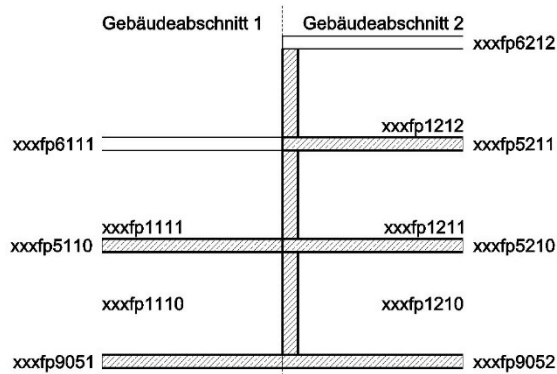 Gebäudeabschnitt 1 Gebäudeabschnitt 2
xxxfp6212
xxxfp1212
xxxfp6111 xxxfp5211
xxxfp1111 xxxfp1211
xxxfp5110 xxxfp5210
xxxfp1110 xxxfp1210
xxxfp9051 xxxfp9052